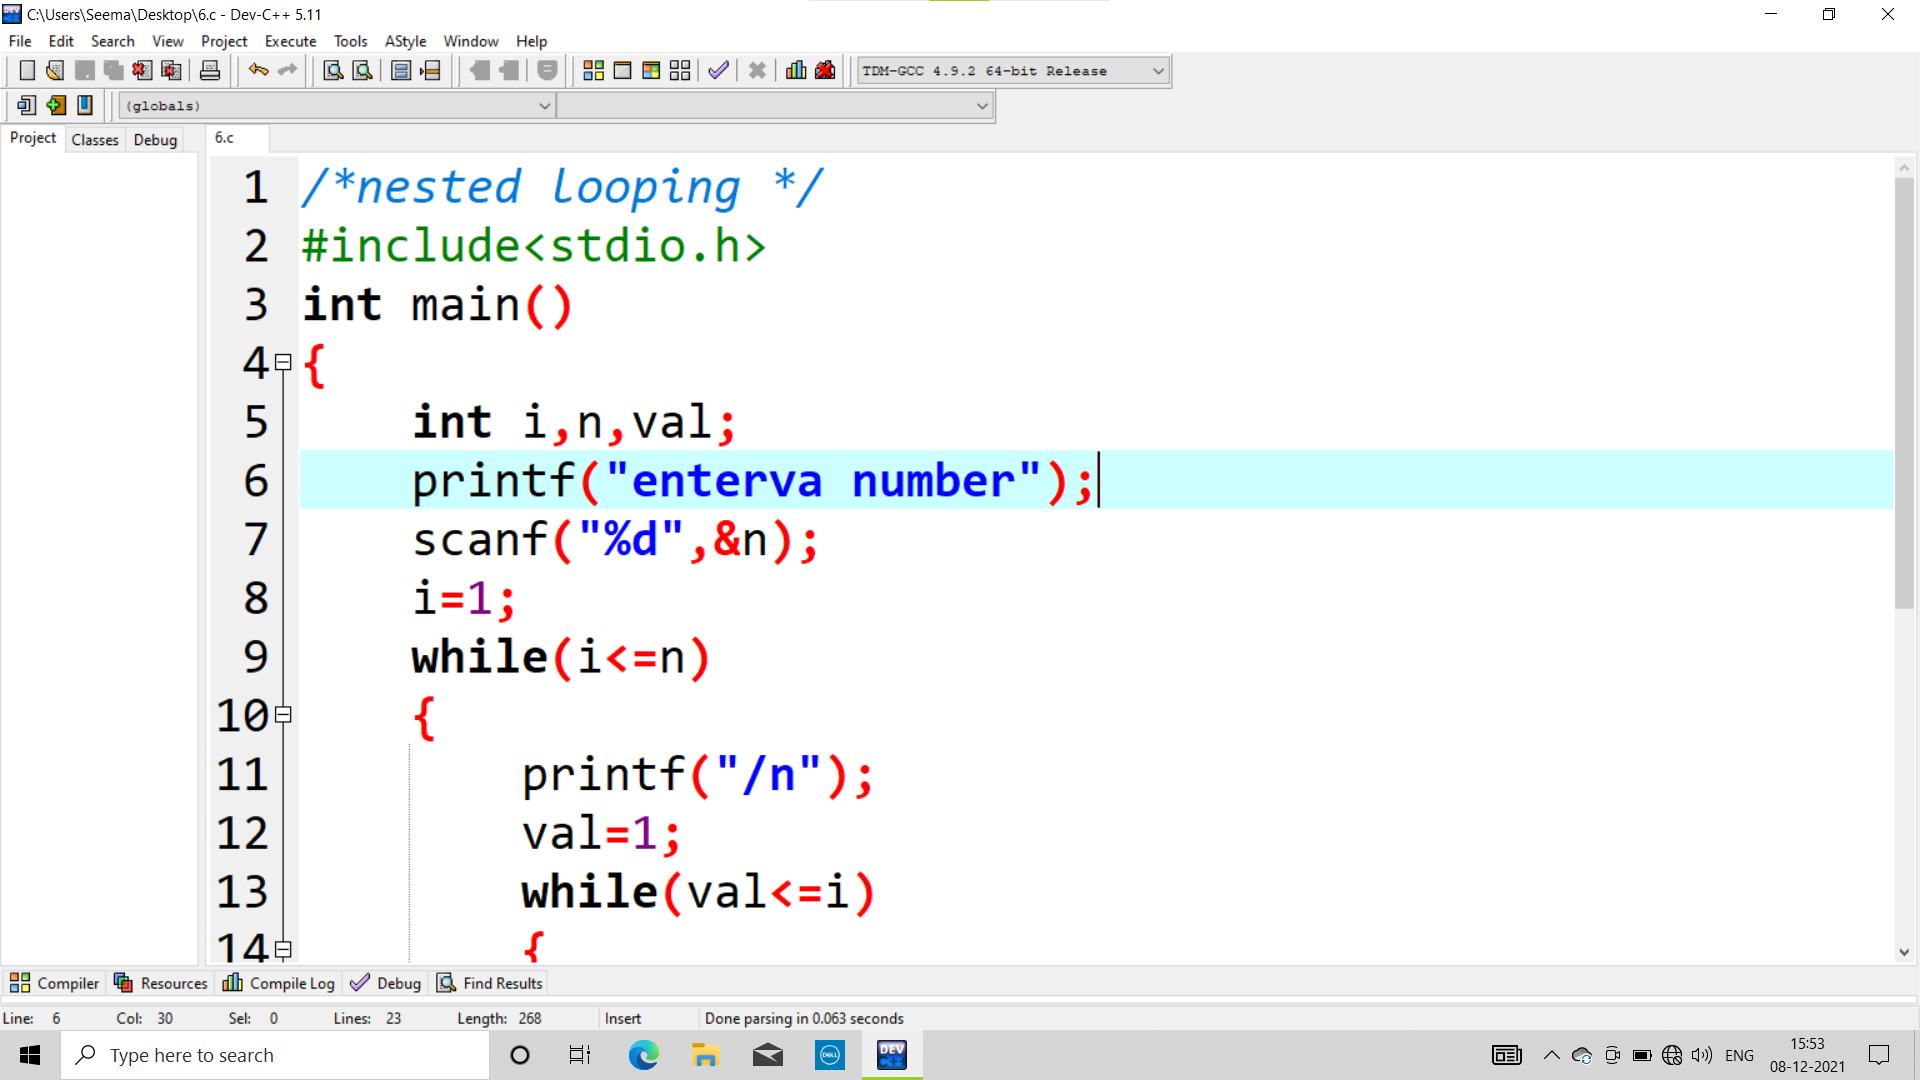 C:\Users\Seema\Desktop\6.c - Dev-C++ 5.11
File Edit Search View Project Execute Tools AStyle Window Help
TDM-GCC 4.9.2 64-bit Release
(globals)
Project Classes Debug 6.c
1 /*nested looping */
2 #include<stdio.h>
3 int main()
4 {
5 int i,n,val;
6 printf("enterva number");
7 scanf("%d",&n);
8 i=1;
9 while(i<=n)
10 {
11 printf("/n");
12 val=1;
13 while(val<=i)
14 {
Compiler Resources Compile Log Debug Find Results
Line: 6 Col: 30 Sel: 0 Lines: 23 Length: 268 Insert Done parsing in 0.063 seconds
Type here to search DELL DEV C++ ENG 15:53
08-12-2021